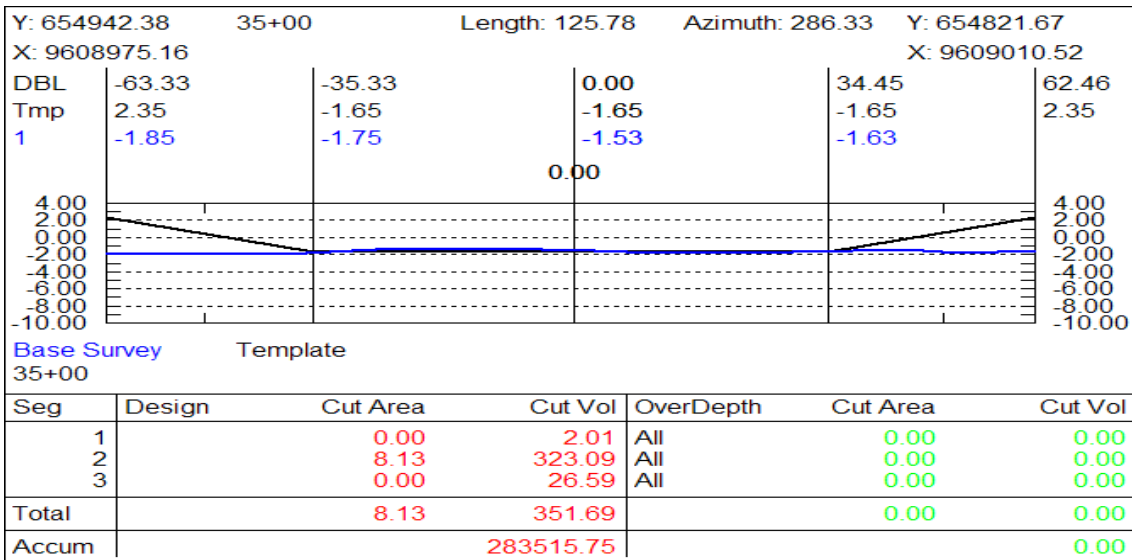 Y: 654942.38 35+00 Length: 125.78 Azimuth: 286.33 Y: 654821.67
X: 9608975.16 X: 9609010.52
DBL -63.33 -35.33 0.00 34.45 62.46
Tmp 2.35 -1.65 -1.65 -1.65 2.35
1 -1.85 -1.75 -1.53 -1.63
0.00
4.00 4.00
2.00 2.00
0.00 0.00
-2.00 -2.00
-4.00 -4.00
-6.00 -6.00
-8.00 -8.00
-10.00 -10.00
Base Survey Template
35+00
Seg Design Cut Area Cut Vol OverDepth Cut Area Cut Vol
1 0.00 2.01 All 0.00 0.00
2 8.13 323.09 All 0.00 0.00
3 0.00 26.59 All 0.00 0.00
Total 8.13 351.69 0.00 0.00
Accum 283515.75 0.00